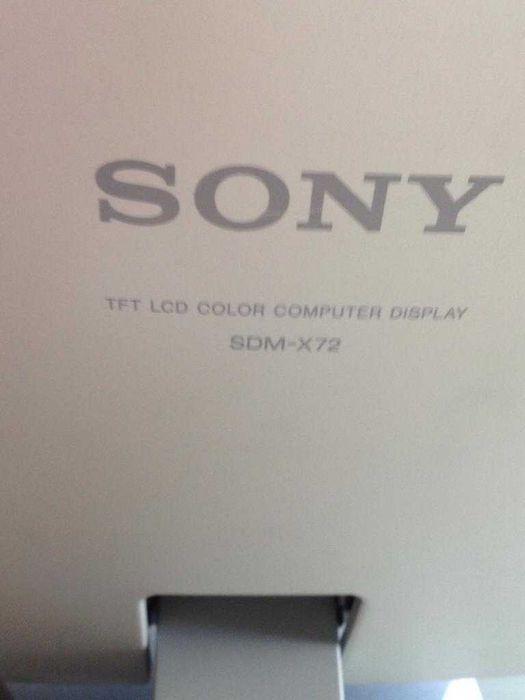 SONY
TFT LCD COLOR COMPUTER DISPLAY
SDM-X72